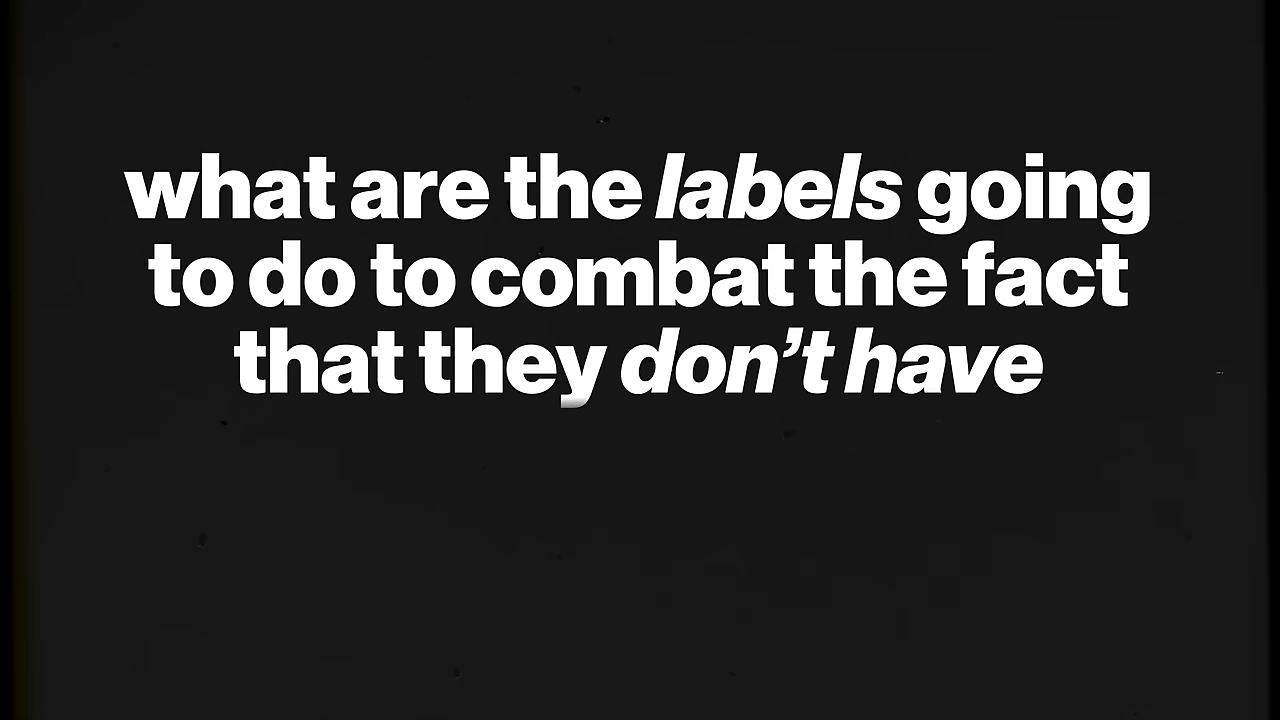 what are the labels going
to do to combat the fact
that they don’t have